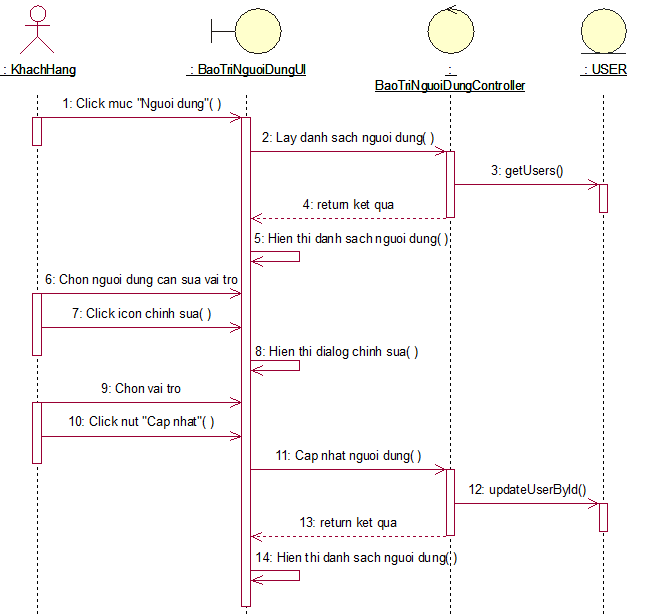 : KhachHang
: BaoTriNguoiDungUI
:
BaoTriNguoiDungController
: USER
1: Click muc "Nguoi dung"( )
2: Lay danh sach nguoi dung( )
3: getUsers()
4: return ket qua
5: Hien thi danh sach nguoi dung( )
6: Chon nguoi dung can sua vai tro
7: Click icon chinh sua( )
8: Hien thi dialog chinh sua( )
9: Chon vai tro
10: Click nut "Cap nhat"( )
11: Cap nhat nguoi dung( )
12: updateUserById()
13: return ket qua
14: Hien thi danh sach nguoi dung( )